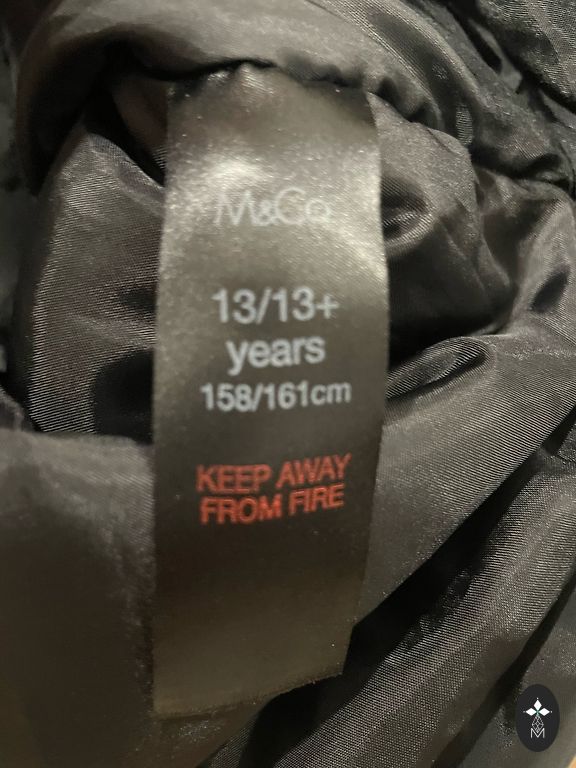 M&Co
13/13+
years
158/161cm
KEEP AWAY
FROM FIRE
M